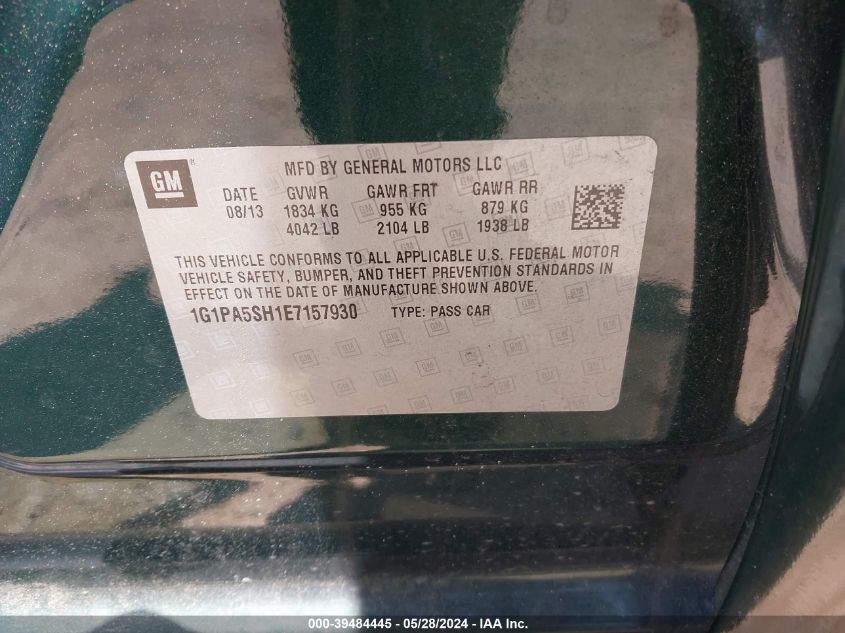 GM
MFD BY GENERAL MOTORS LLC
DATE GVWR GAWR FRT GAWR RR
08/13 1834 KG 955 KG 879 KG
4042 LB 2104 LB 1938 LB
THIS VEHICLE CONFORMS TO ALL APPLICABLE U.S. FEDERAL MOTOR
VEHICLE SAFETY, BUMPER, AND THEFT PREVENTION STANDARDS IN
EFFECT ON THE DATE OF MANUFACTURE SHOWN ABOVE.
1G1PA5SH1E7157930 TYPE: PASS CAR
000-39484445 - 05/28/2024 - IAA Inc.